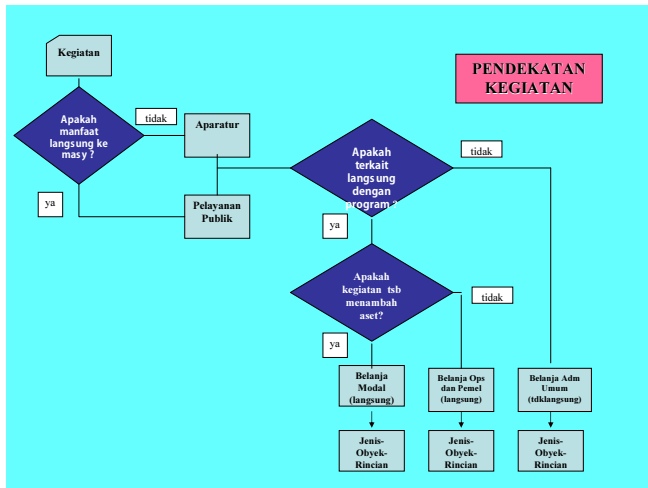 Kegiatan
PENDEKATAN
KEGIATAN
Apakah
manfaat
langsung ke
masy ?
tidak
Aparatur
ya
Pelayanan
Publik
Apakah
terkait
langsung
dengan
program ?
tidak
ya
Apakah
kegiatan tsb
menambah
aset?
tidak
ya
Belanja
Modal
(langsung)
Belanja Ops
dan Pemel
(langsung)
Belanja Adm
Umum
(tdklangsung)
Jenis-
Obyek-
Rincian
Jenis-
Obyek-
Rincian
Jenis-
Obyek-
Rincian